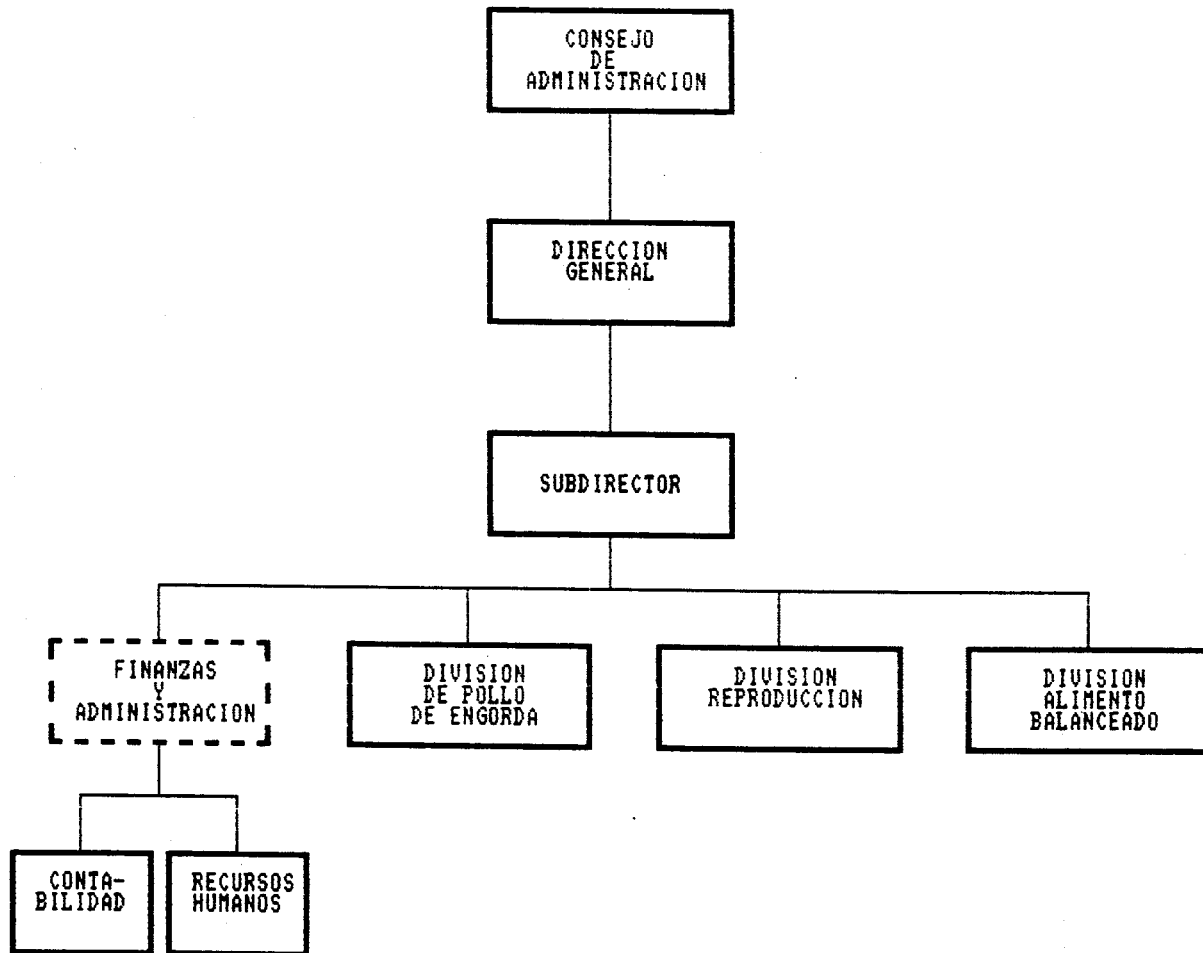 CONSEJO
DE
ADMINISTRACION
DIRECCION
GENERAL
SUBDIRECTOR
FINANZAS
Y
ADMINISTRACION
DIVISION
DE POLLO
DE ENGORDA
DIVISION
REPRODUCCION
DIVISION
ALIMENTO
BALANCEADO
CONTA-
BILIDAD
RECURSOS
HUMANOS